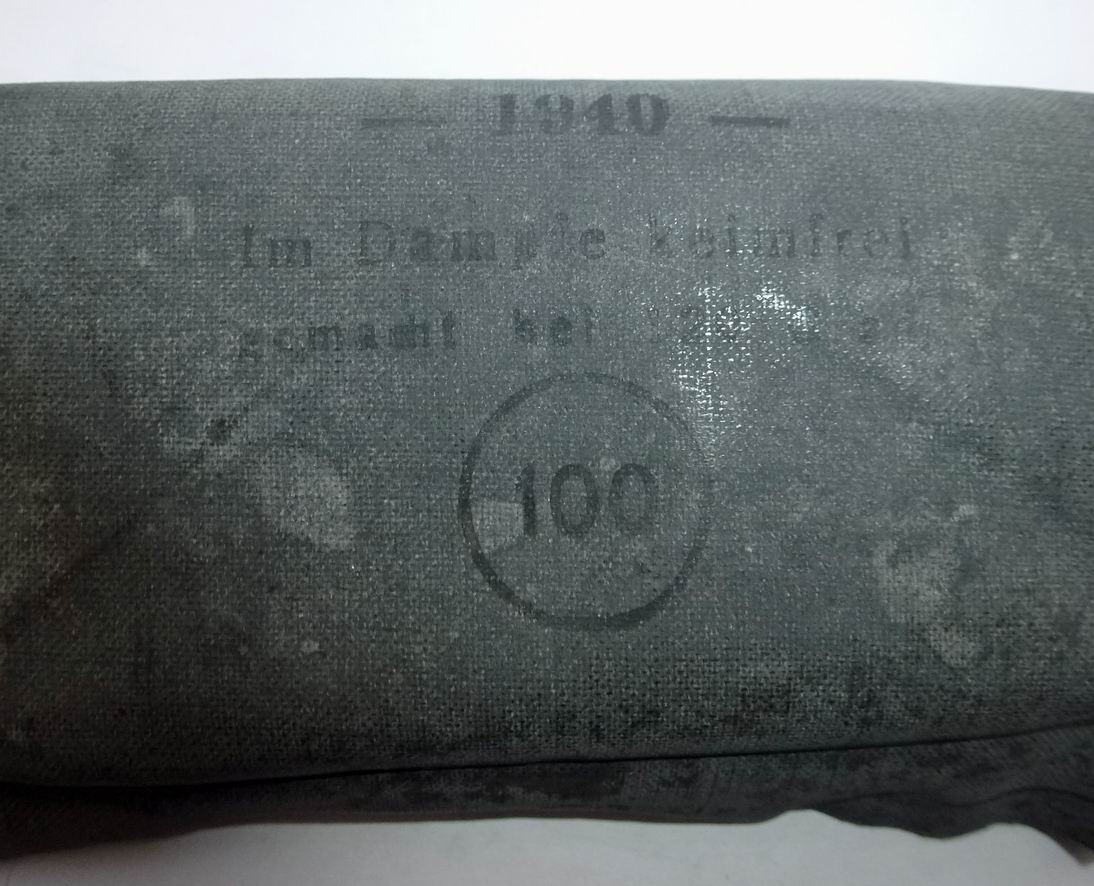 — 1940 —
Im Dampfe keimfrei
gemacht bei
100